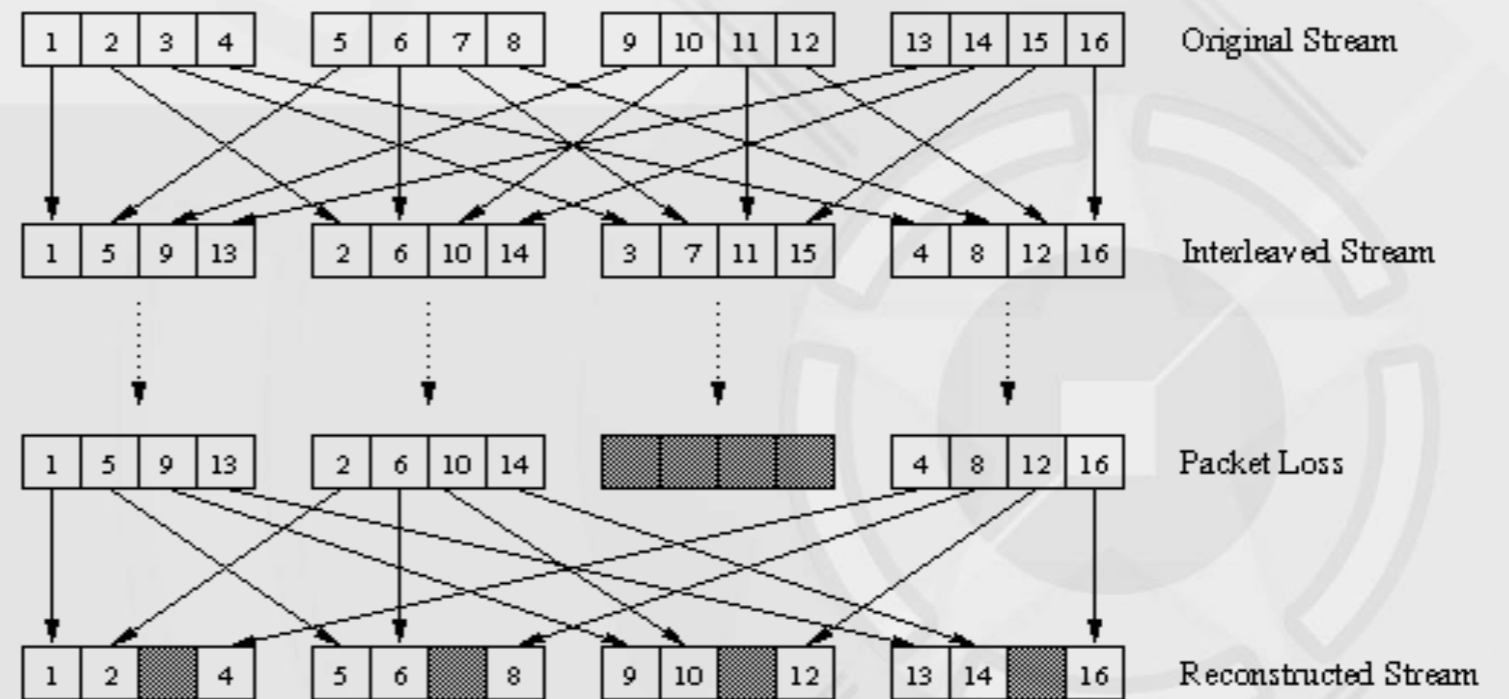 1 2 3 4 5 6 7 8 9 10 11 12 13 14 15 16 Original Stream
1 5 9 13 2 6 10 14 3 7 11 15 4 8 12 16 Interleaved Stream
1 5 9 13 2 6 10 14 4 8 12 16 Packet Loss
1 2 4 5 6 8 9 10 12 13 14 16 Reconstructed Stream